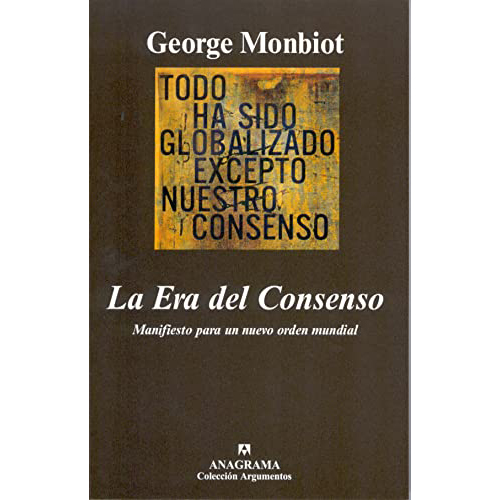 George Monbiot
TODO
HA SIDO
GLOBALIZADO
EXCEPTO
NUESTRO
CONSENSO
La Era del Consenso
Manifiesto para un nuevo orden mundial
ANAGRAMA
Colección Argumentos